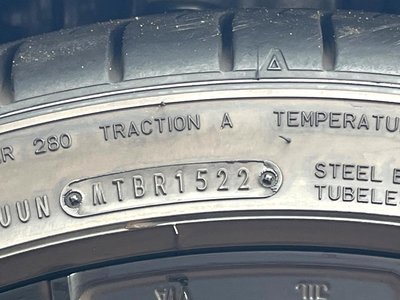 280 TRACTION A TEMPERATU
UUN MTBR1522
STEEL B
TUBELE